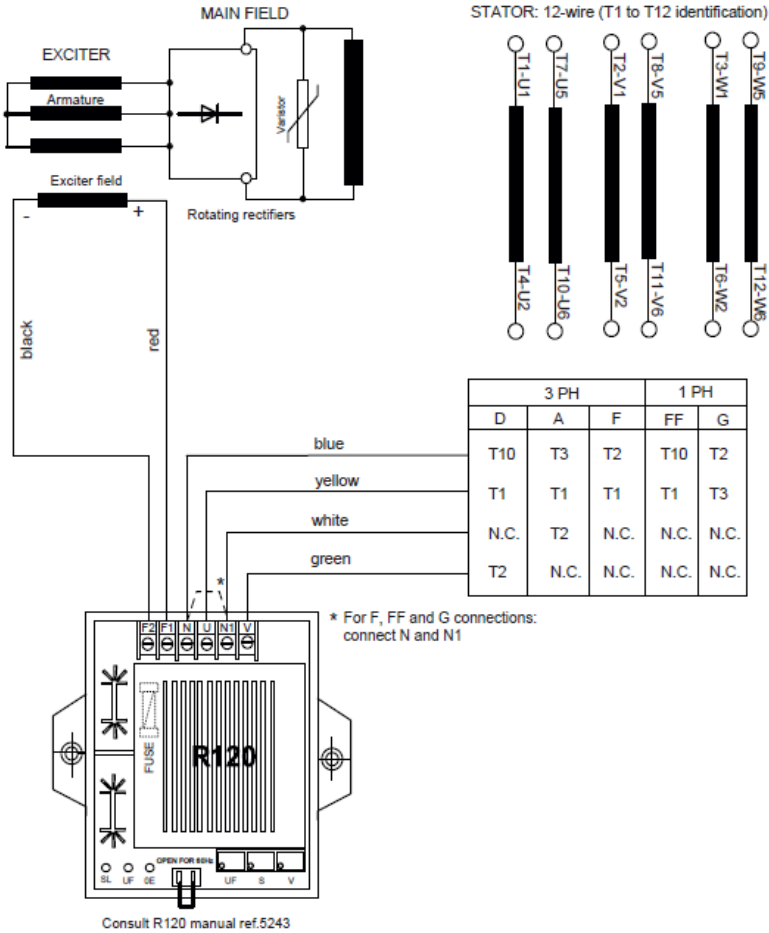 MAIN FIELD
STATOR: 12-wire (T1 to T12 identification)
EXCITER
Armature
Varistor
Exciter field
-
+
Rotating rectifiers
T1-U1
T7-U5
T2-V1
T8-V5
T3-W1
T9-W5
T4-U2
T10-U6
T5-V2
T11-V6
T6-W2
T12-W6
black
red
3 PH 1 PH
D A F FF G
blue T10 T3 T2 T10 T2
yellow T1 T1 T1 T1 T3
white N.C. T2 N.C. N.C. N.C.
green T2 N.C. N.C. N.C. N.C.
*
* For F, FF and G connections:
connect N and N1
F2 F1 N U N1 V
FUSE
R120
OPEN FOR 60Hz
SL UF OE UF S V
Consult R120 manual ref.5243